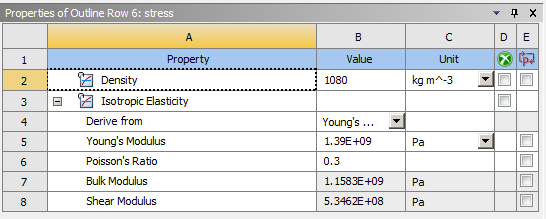 Properties of Outline Row 6: stress
A B C D E
1 Property Value Unit
2 Density 1080 kg m^-3
3 Isotropic Elasticity
4 Derive from Young's ...
5 Young's Modulus 1.39E+09 Pa
6 Poisson's Ratio 0.3
7 Bulk Modulus 1.1583E+09 Pa
8 Shear Modulus 5.3462E+08 Pa